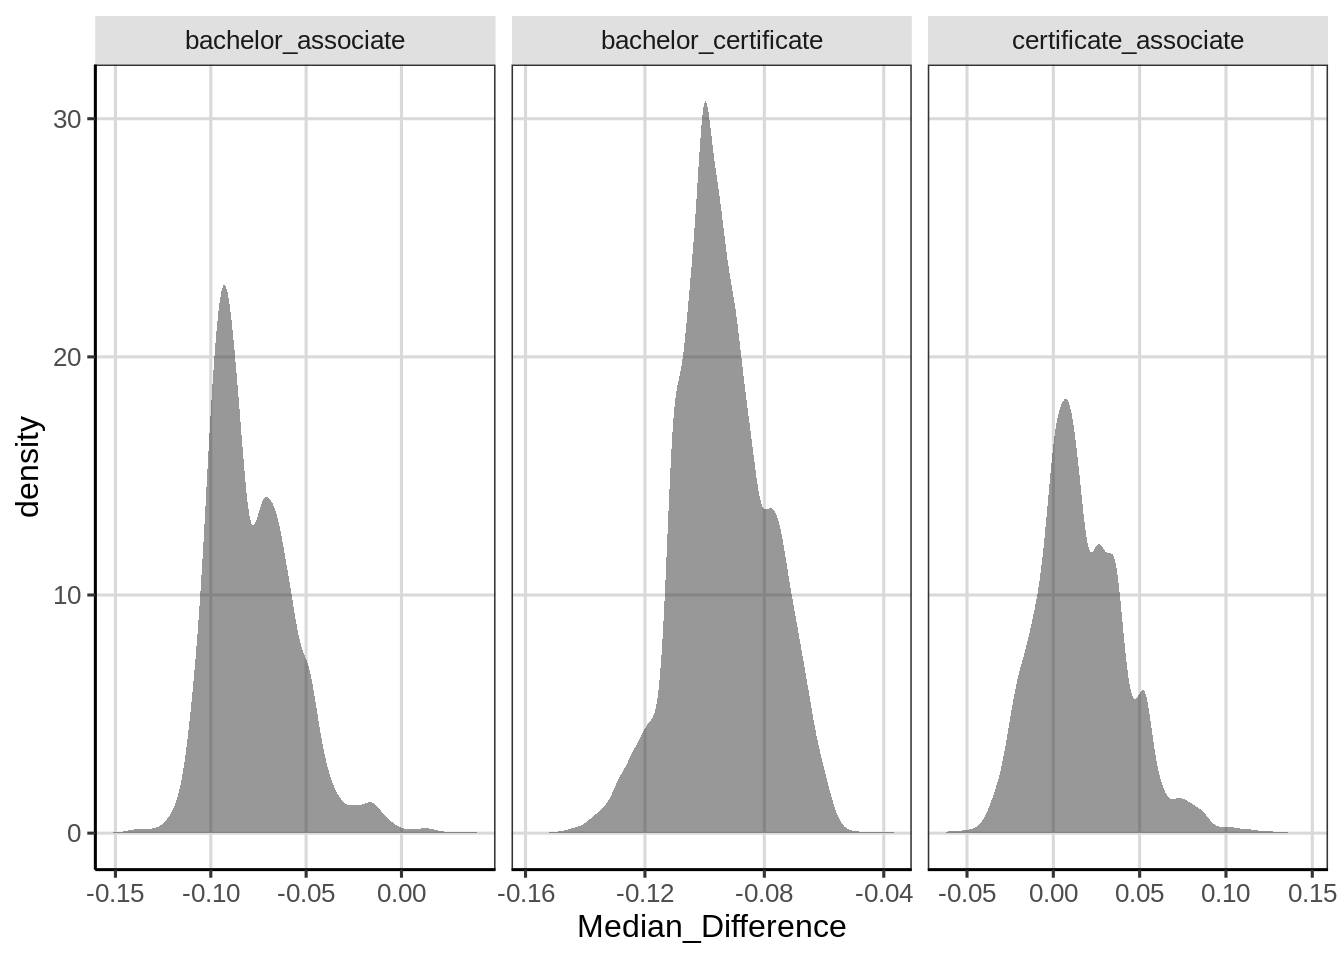 bachelor_associate bachelor_certificate certificate_associate
30
20
10
0
density
-0.15 -0.10 -0.05 0.00 -0.16 -0.12 -0.08 -0.04 -0.05 0.00 0.05 0.10 0.15
Median_Difference